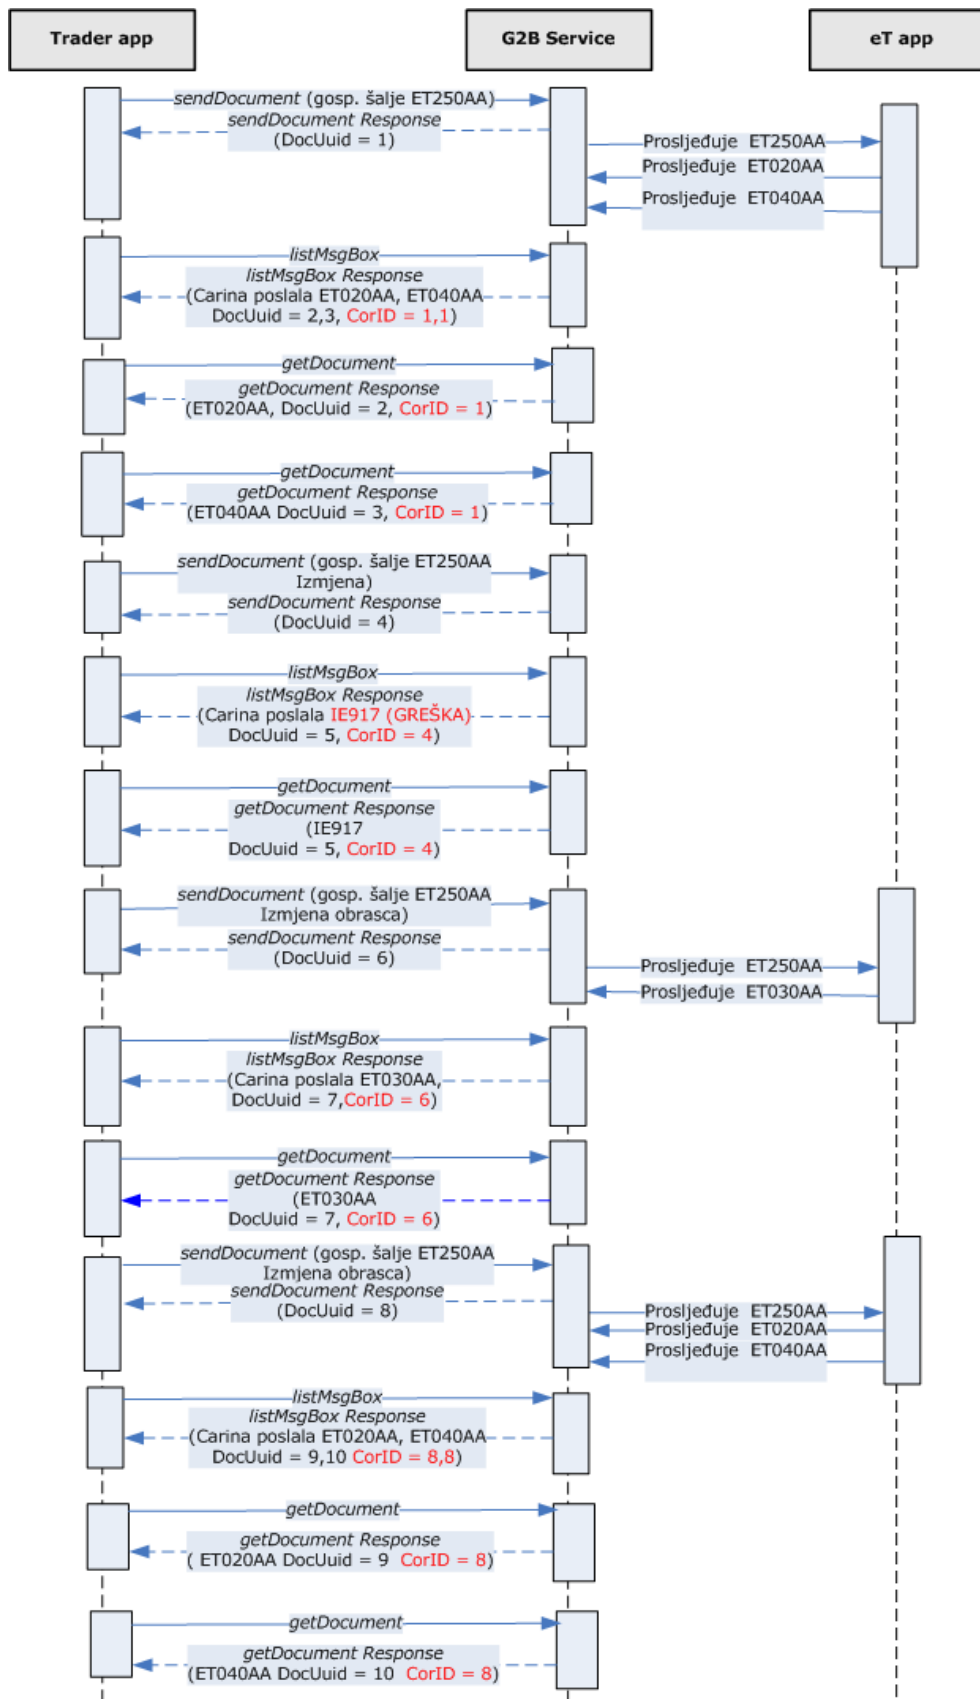 Trader app
G2B Service
eT app
sendDocument (gosp. šalje ET250AA)
sendDocument Response
(DocUuid = 1)
Prosljeđuje ET250AA
Prosljeđuje ET020AA
Prosljeđuje ET040AA
listMsgBox
listMsgBox Response
(Carina poslala ET020AA, ET040AA
DocUuid = 2,3, CorID = 1,1)
getDocument
getDocument Response
(ET020AA, DocUuid = 2, CorID = 1)
getDocument
getDocument Response
(ET040AA DocUuid = 3, CorID = 1)
sendDocument (gosp. šalje ET250AA
Izmjena)
sendDocument Response
(DocUuid = 4)
listMsgBox
listMsgBox Response
(Carina poslala IE917 (GREŠKA)
DocUuid = 5, CorID = 4)
getDocument
getDocument Response
(IE917
DocUuid = 5, CorID = 4)
sendDocument (gosp. šalje ET250AA
Izmjena obrasca)
sendDocument Response
(DocUuid = 6)
Prosljeđuje ET250AA
Prosljeđuje ET030AA
listMsgBox
listMsgBox Response
(Carina poslala ET030AA,
DocUuid = 7,CorID = 6)
getDocument
getDocument Response
(ET030AA
DocUuid = 7, CorID = 6)
sendDocument (gosp. šalje ET250AA
Izmjena obrasca)
sendDocument Response
(DocUuid = 8)
Prosljeđuje ET250AA
Prosljeđuje ET020AA
Prosljeđuje ET040AA
listMsgBox
listMsgBox Response
(Carina poslala ET020AA, ET040AA
DocUuid = 9,10 CorID = 8,8)
getDocument
getDocument Response
( ET020AA DocUuid = 9 CorID = 8)
getDocument
getDocument Response
(ET040AA DocUuid = 10 CorID = 8)